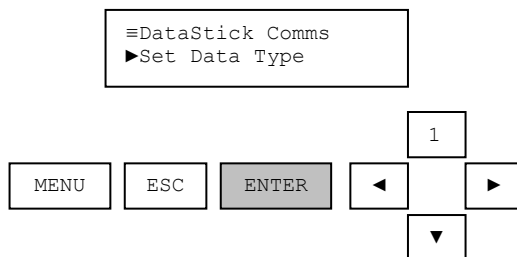 ≡DataStick Comms
►Set Data Type
1
MENU ESC ENTER ◄ ►
▼